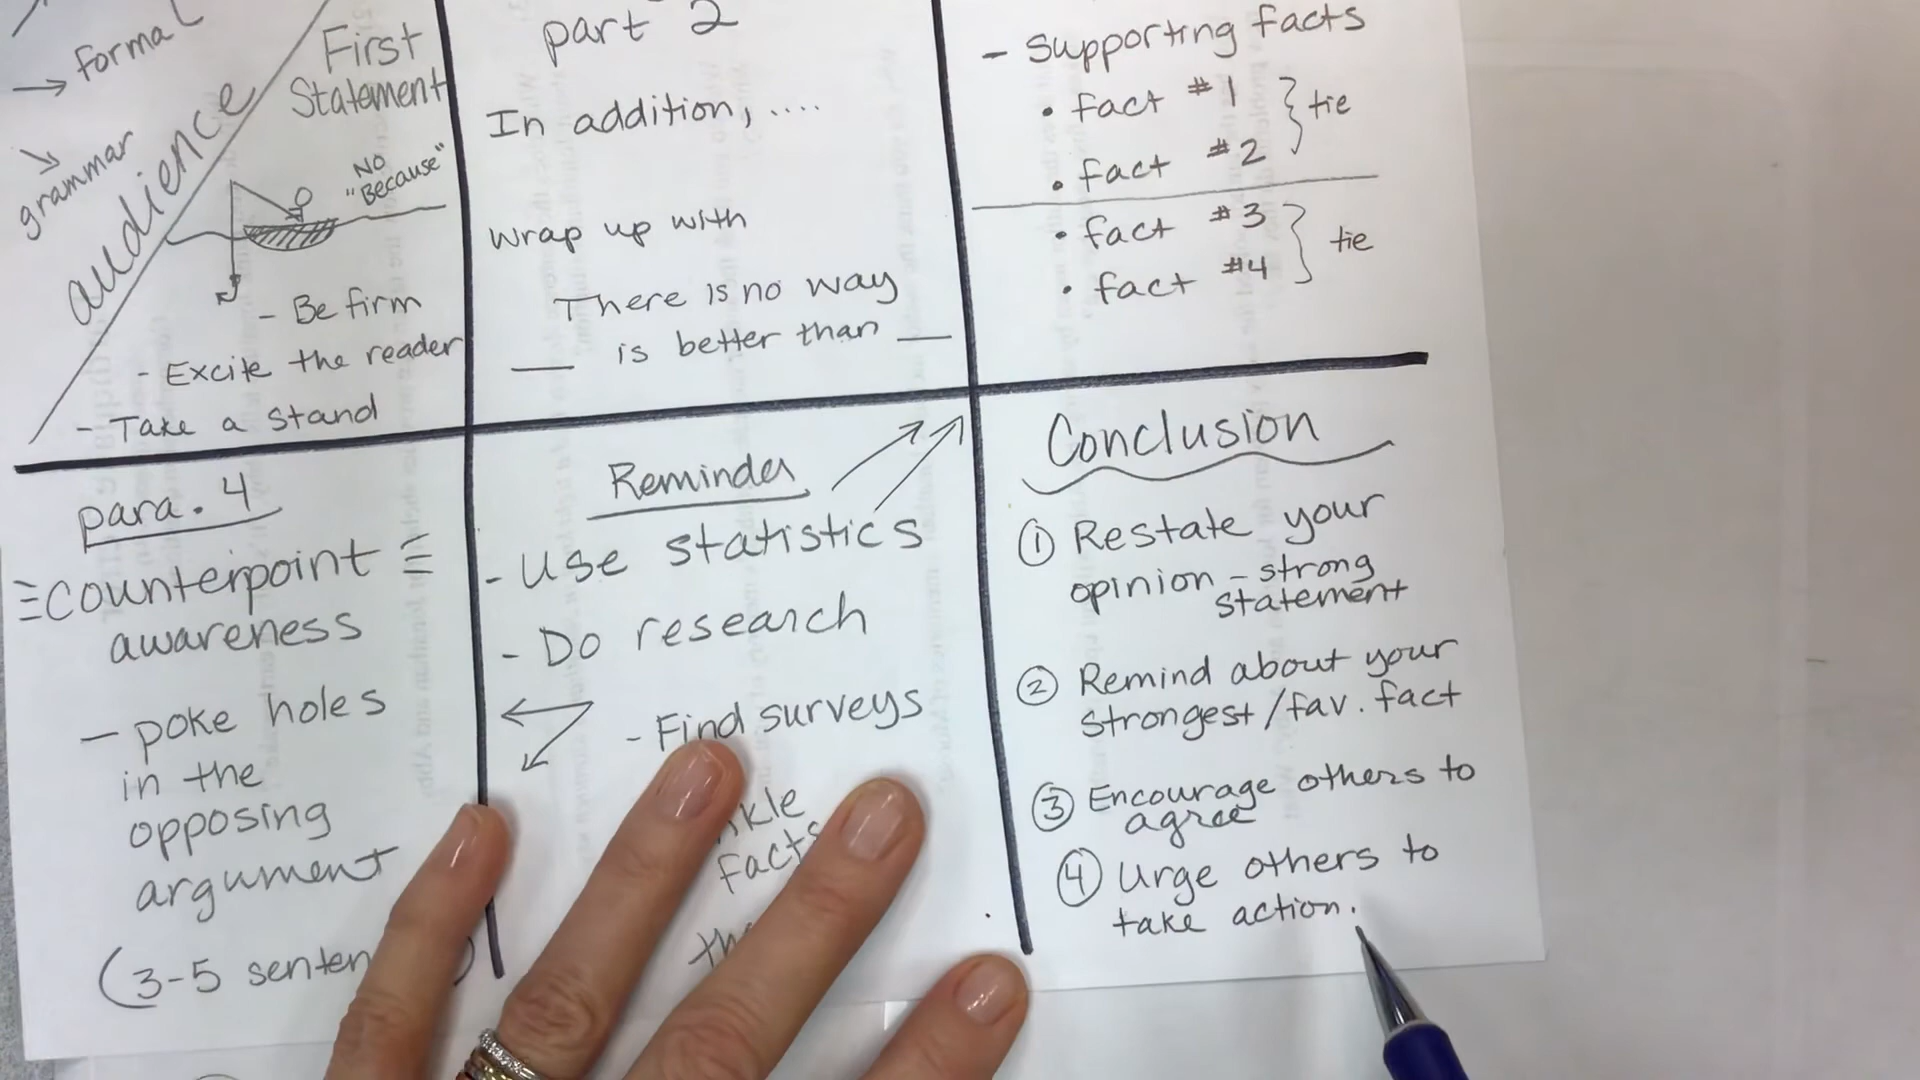 → formal
↘ grammar
audience
First
Statement
NO
"Because"
- Be firm
- Excite the reader
- Take a stand
part 2
In addition, ....
wrap up with
There is no way
__ is better than __
- Supporting facts
• fact #1 } tie
• fact #2
• fact #3 } tie
• fact #4
para. 4
Counterpoint
awareness
- poke holes
in the
opposing
argument
(3-5
Reminder
- Use statistics
- Do research
- Find surveys
facts
Conclusion
① Restate your
opinion - strong
statement
② Remind about your
strongest/fav. fact
③ Encourage others to
agree
④ Urge others to
take action.